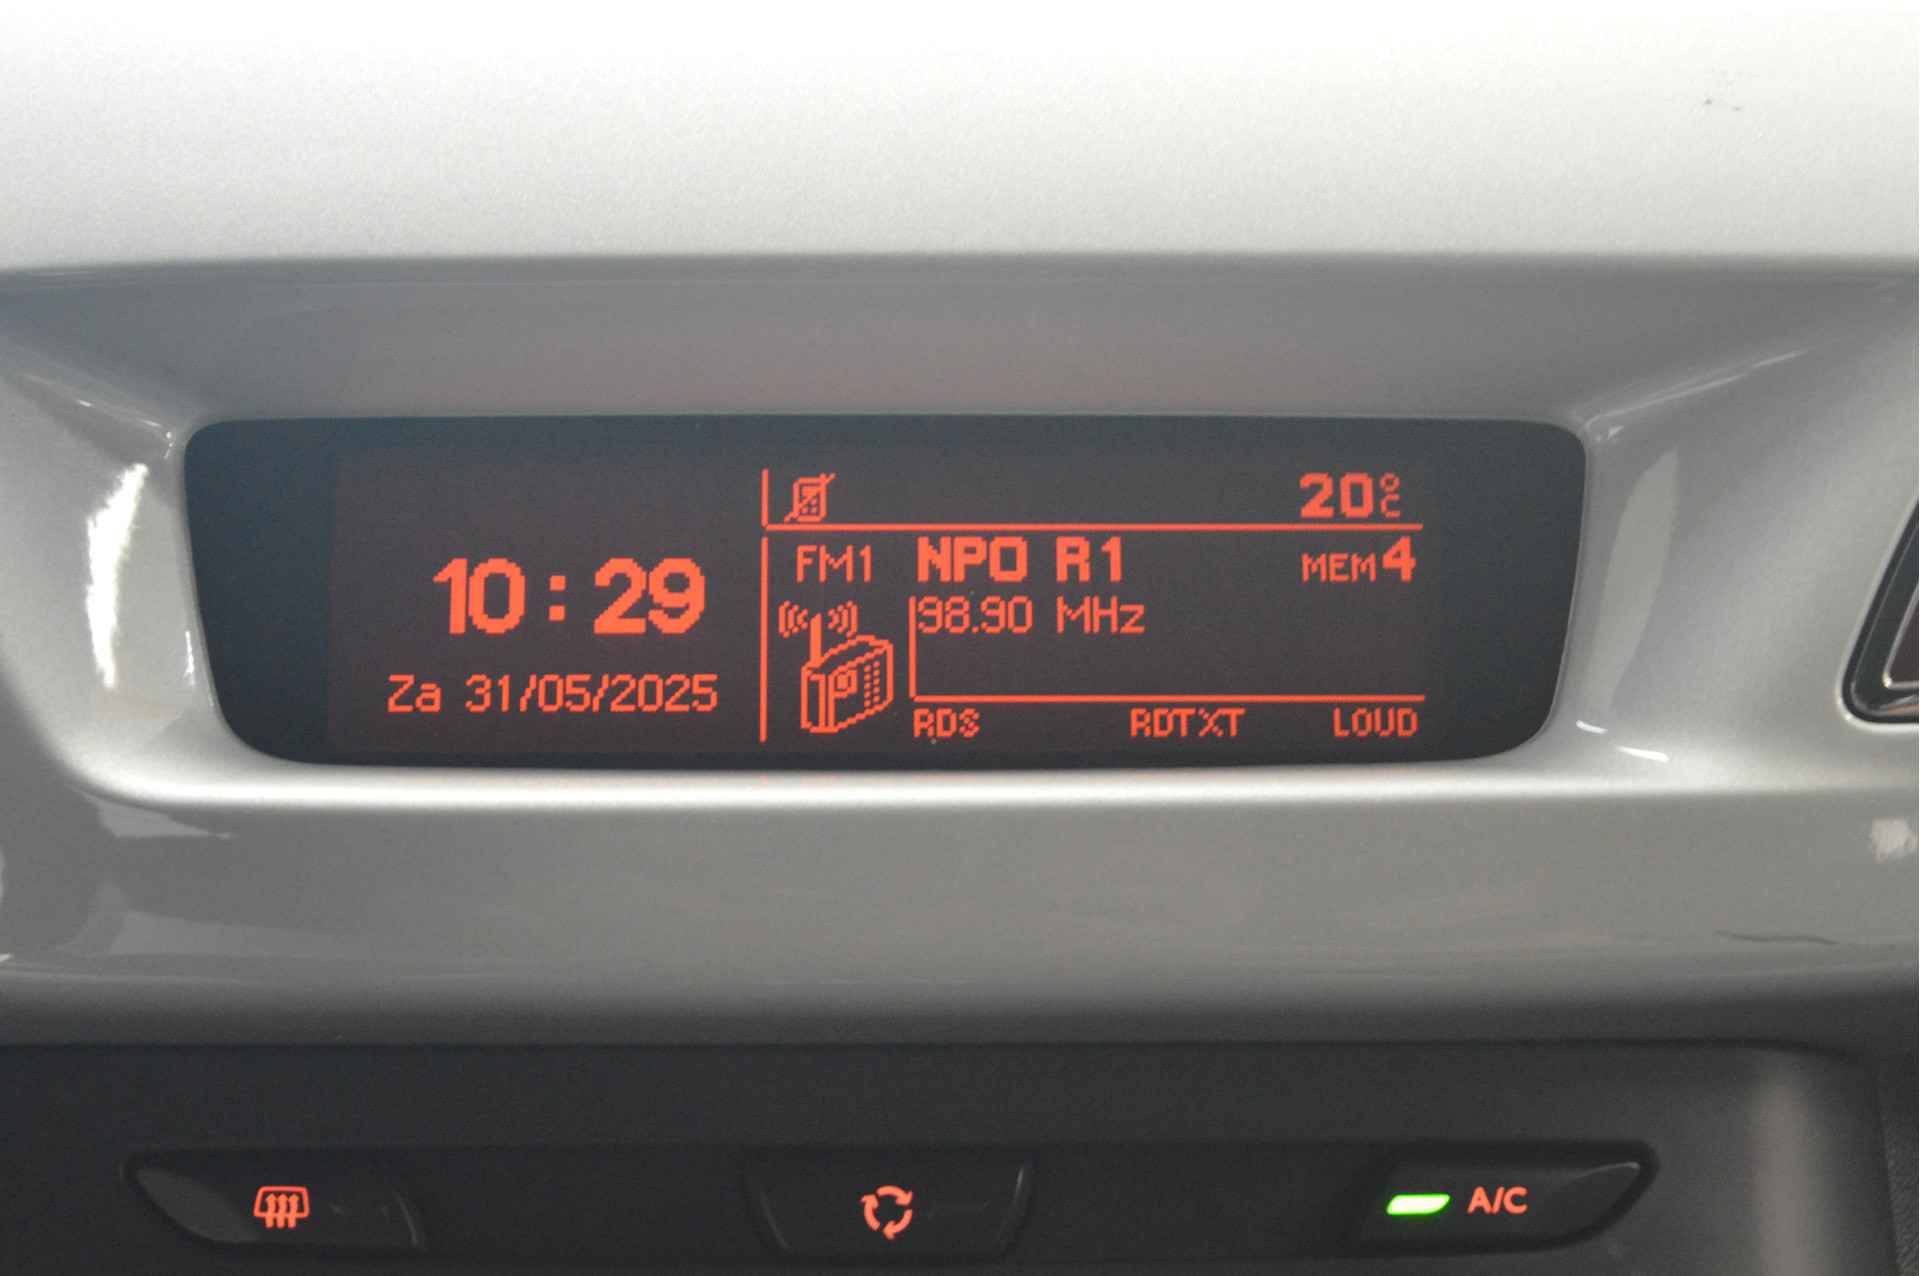 20°C
10:29
Za 31/05/2025
FM1 NPO R1 MEM4
98.90 MHz
RDS RDTXT LOUD
A/C